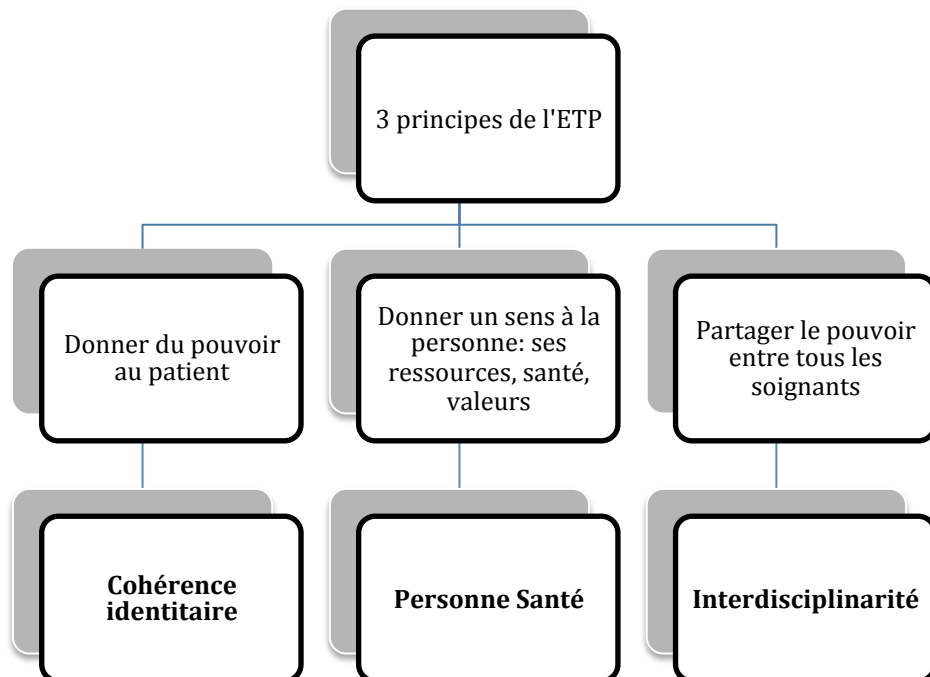 3 principes de l'ETP
Donner du pouvoir
au patient
Donner un sens à la
personne: ses
ressources, santé,
valeurs
Partager le pouvoir
entre tous les
soignants
Cohérence
identitaire
Personne Santé
Interdisciplinarité